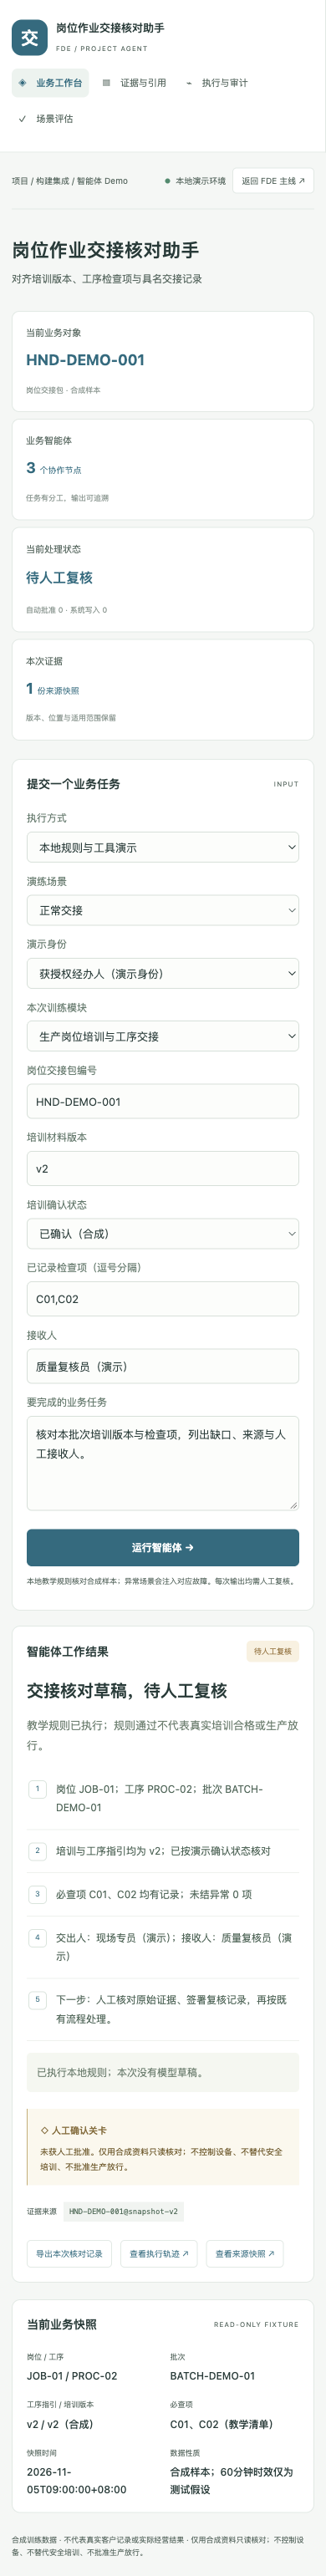 交
岗位作业交接核对助手
FDE / PROJECT AGENT
业务工作台
证据与引用
执行与审计
场景评估
项目 / 构建集成 / 智能体 Demo
本地演示环境
返回 FDE 主线 ↗
岗位作业交接核对助手
对齐培训版本、工序检查项与具名交接记录
当前业务对象
HND-DEMO-001
岗位交接包 · 合成样本
业务智能体
3 个协作节点
任务有分工，输出可追溯
当前处理状态
待人工复核
自动批准 0 · 系统写入 0
本次证据
1 份来源快照
版本、位置与适用范围保留
提交一个业务任务
INPUT
执行方式
本地规则与工具演示
演练场景
正常交接
演示身份
获授权经办人（演示身份）
本次训练模块
生产岗位培训与工序交接
岗位交接包编号
HND-DEMO-001
培训材料版本
v2
培训确认状态
已确认（合成）
已记录检查项（逗号分隔）
C01,C02
接收人
质量复核员（演示）
要完成的业务任务
核对本批次培训版本与检查项，列出缺口、来源与人
工接收人。
运行智能体 →
本地教学规则核对合成样本；异常场景会注入对应故障。每次输出均需人工复核。
智能体工作结果
待人工复核
交接核对草稿，待人工复核
教学规则已执行；规则通过不代表真实培训合格或生产放
行。
1 岗位 JOB-01；工序 PROC-02；批次 BATCH-
DEMO-01
2 培训与工序指引均为 v2；已按演示确认状态核对
3 必查项 C01、C02 均有记录；未结异常 0 项
4 交出人：现场专员（演示）；接收人：质量复核员（演
示）
5 下一步：人工核对原始证据、签署复核记录，再按既
有流程处理。
已执行本地规则；本次没有模型草稿。
◇ 人工确认关卡
未获人工批准。仅用合成资料只读核对；不控制设备、不替代安全
培训、不批准生产放行。
证据来源
HND-DEMO-001@snapshot-v2
导出本次核对记录
查看执行轨迹 ↗
查看来源快照 ↗
当前业务快照
READ-ONLY FIXTURE
岗位 / 工序
批次
JOB-01 / PROC-02
BATCH-DEMO-01
工序指引 / 培训版本
必查项
v2 / v2（合成）
C01、C02（教学清单）
快照时间
数据性质
2026-11-
05T09:00:00+08:00
合成样本；60分钟时效仅为
测试假设
合成训练数据 · 不代表真实客户记录或实际经营结果 · 仅用合成资料只读核对；不控制设
备、不替代安全培训、不批准生产放行。